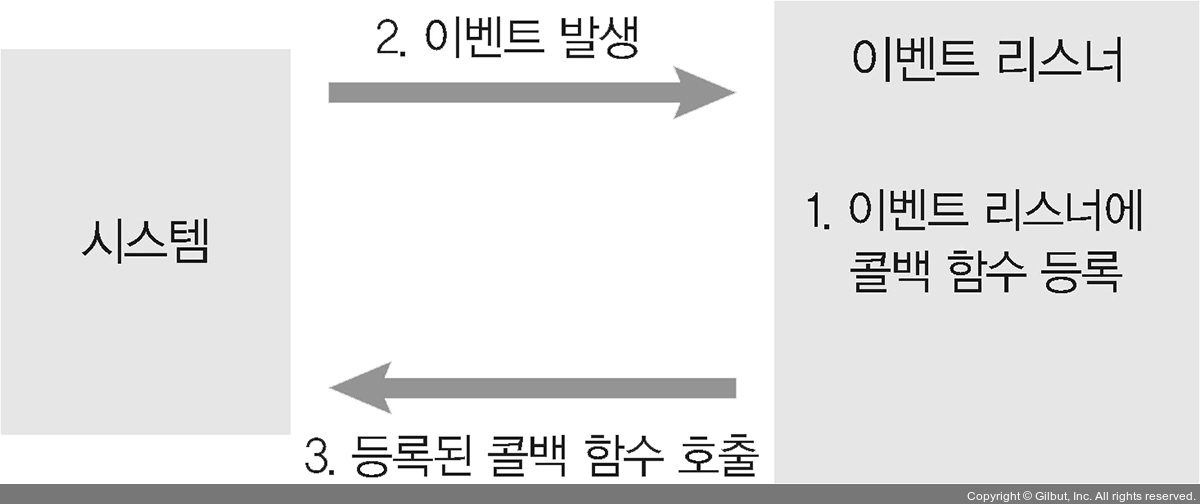 2. 이벤트 발생
이벤트 리스너
시스템
1. 이벤트 리스너에
콜백 함수 등록
3. 등록된 콜백 함수 호출
Copyright © Gilbut, Inc. All rights reserved.